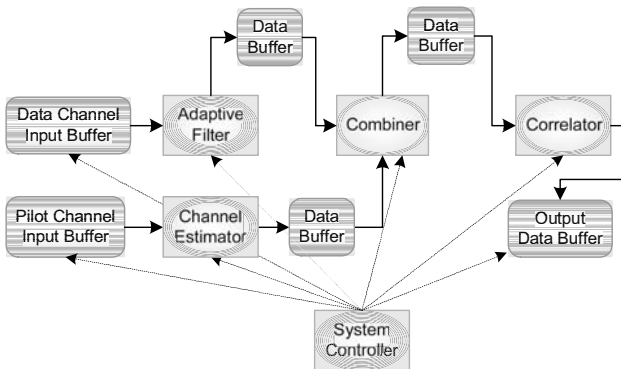 Data
Buffer
Data
Buffer
Data Channel
Input Buffer
Adaptive
Filter
Combiner
Correlator
Pilot Channel
Input Buffer
Channel
Estimator
Data
Buffer
Output
Data Buffer
System
Controller